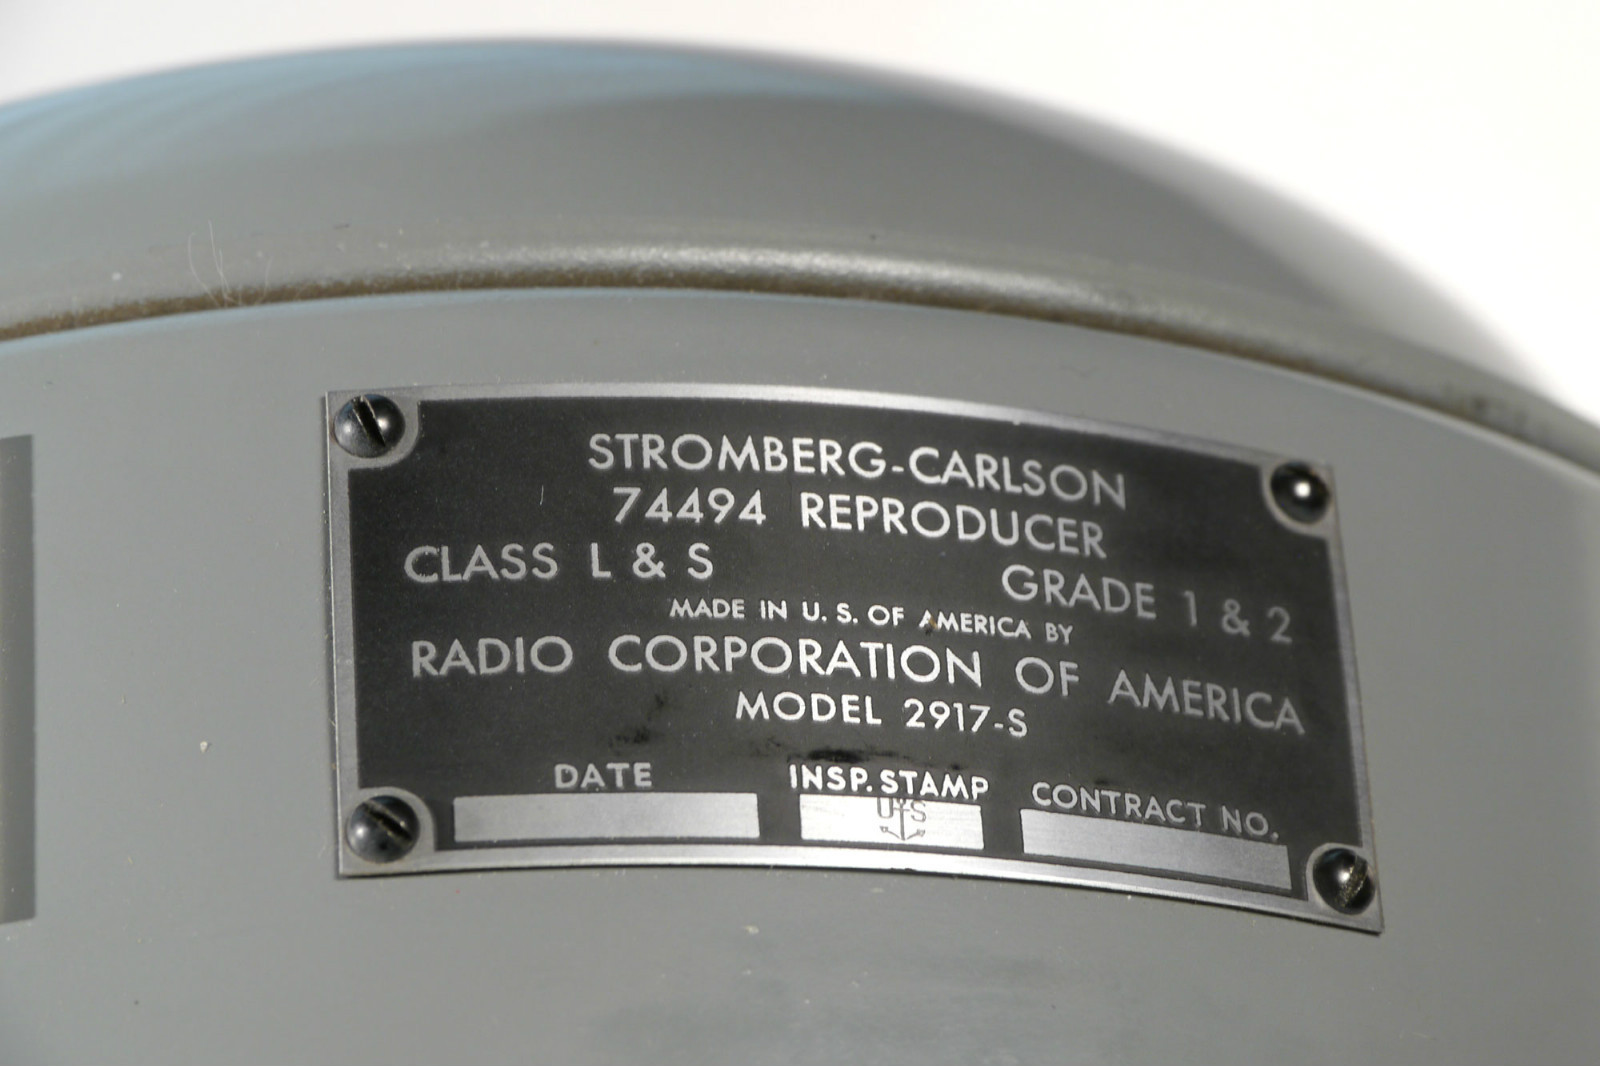 STROMBERG-CARLSON
74494 REPRODUCER
CLASS L & S GRADE 1 & 2
MADE IN U. S. OF AMERICA BY
RADIO CORPORATION OF AMERICA
MODEL 2917-S
DATE INSP. STAMP CONTRACT NO.
U S